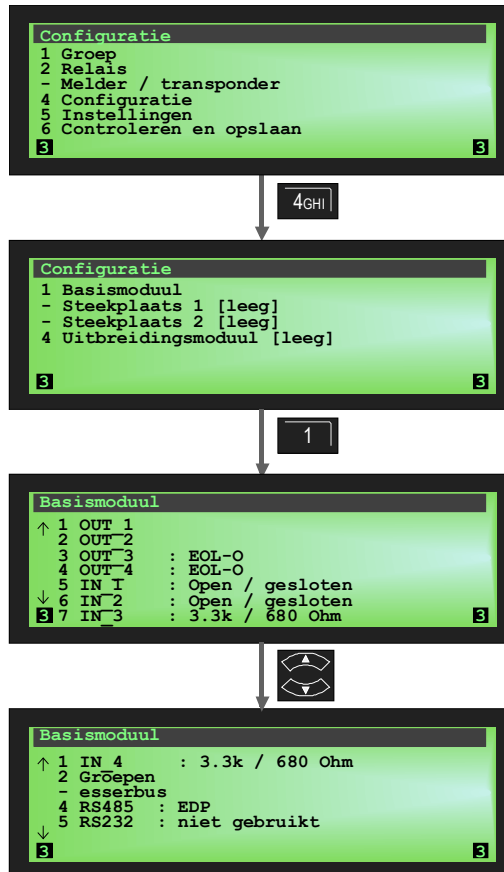 Configuratie
1 Groep
2 Relais
- Melder / transponder
4 Configuratie
5 Instellingen
6 Controleren en opslaan
3 3
4GHI
Configuratie
1 Basismoduul
- Steekplaats 1 [leeg]
- Steekplaats 2 [leeg]
4 Uitbreidingsmoduul [leeg]
3 3
1
Basismoduul
↑ 1 OUT_1
2 OUT_2
3 OUT_3 : EOL-O
4 OUT_4 : EOL-O
5 IN_1 : Open / gesloten
↓ 6 IN_2 : Open / gesloten
3 7 IN_3 : 3.3k / 680 Ohm 3
Basismoduul
↑ 1 IN_4 : 3.3k / 680 Ohm
2 Groepen
- esserbus
4 RS485 : EDP
5 RS232 : niet gebruikt
↓
3 3